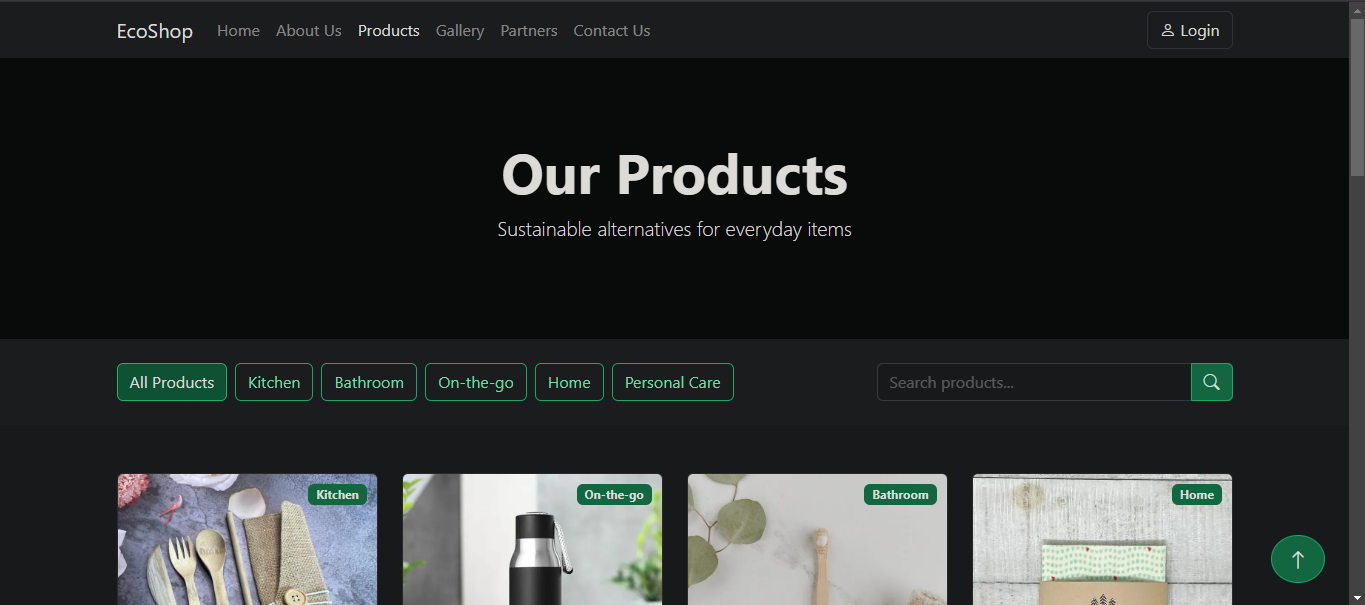 EcoShop Home About Us Products Gallery Partners Contact Us Login
Our Products
Sustainable alternatives for everyday items
All Products Kitchen Bathroom On-the-go Home Personal Care Search products...
Kitchen On-the-go Bathroom Home